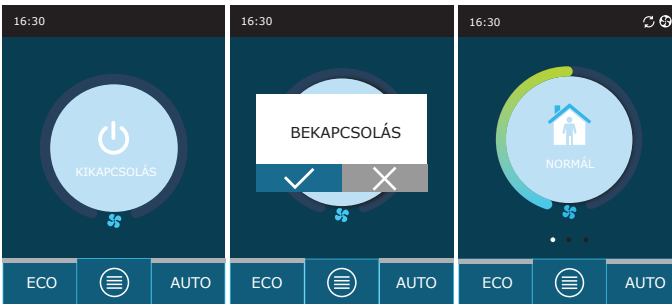 16:30
KIKAPCSOLÁS
ECO
AUTO
16:30
BEKAPCSOLÁS
ECO
AUTO
16:30
NORMÁL
ECO
AUTO